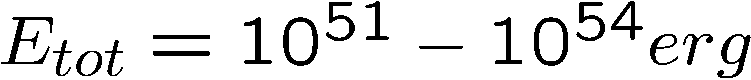 $E_{tot} = 10^{51} - 10^{54} erg$